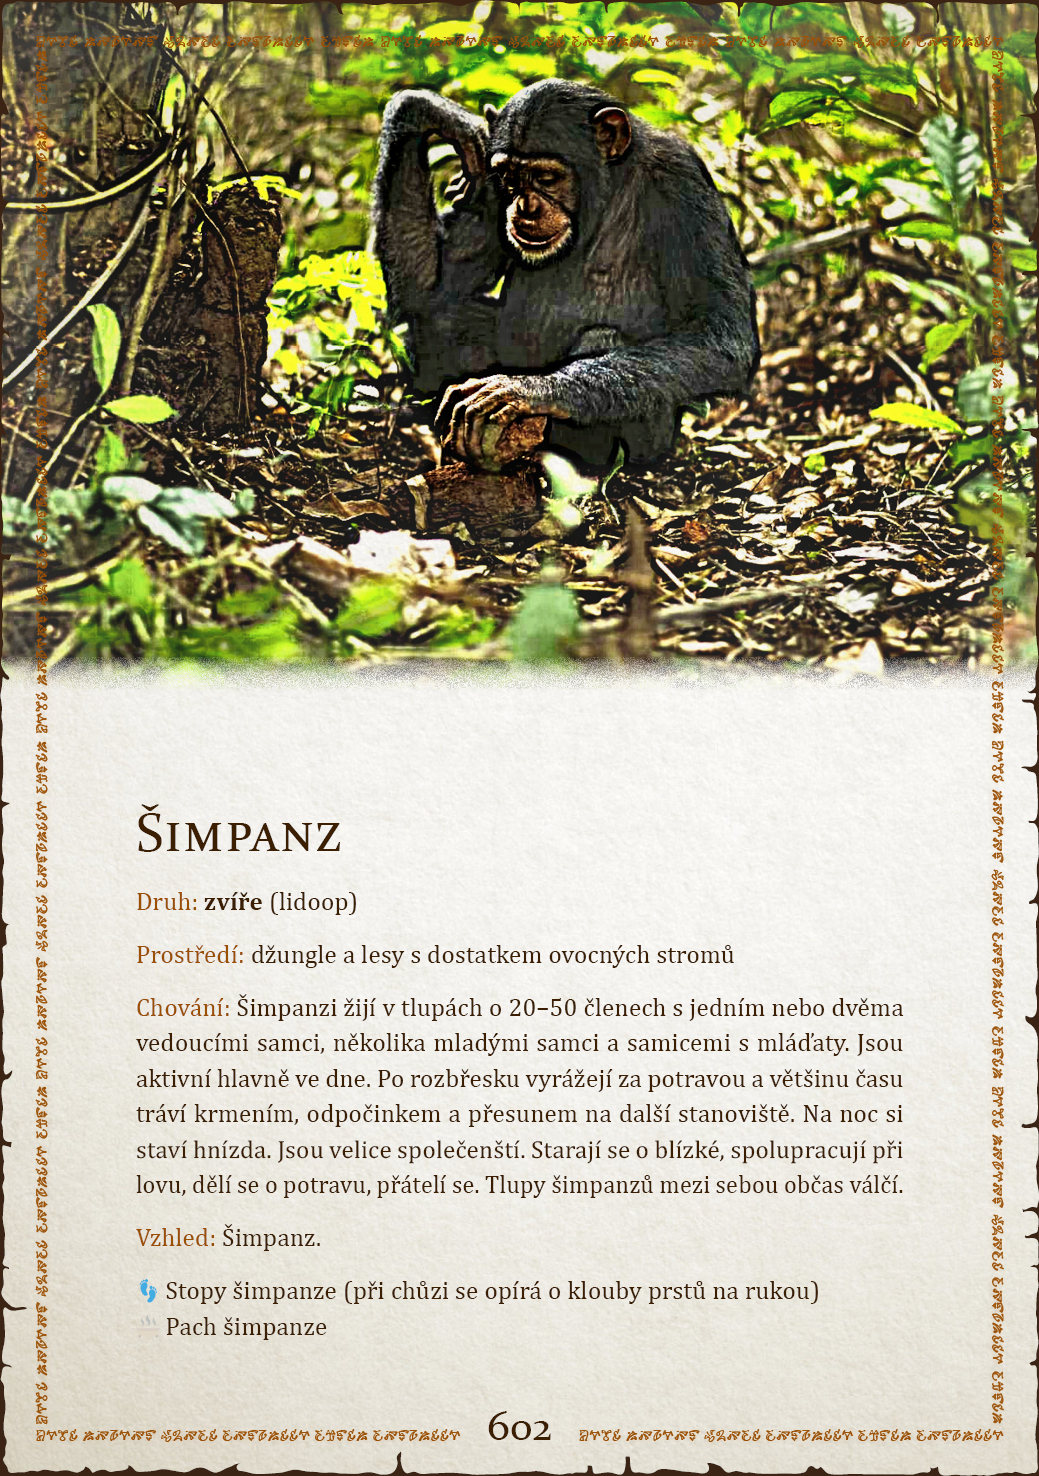 Šimpanz
Druh: zvíře (lidoop)
Prostředí: džungle a lesy s dostatkem ovocných stromů
Chování: Šimpanzi žijí v tlupách o 20–50 členech s jedním nebo dvěma
vedoucími samci, několika mladými samci a samicemi s mláďaty. Jsou
aktivní hlavně ve dne. Po rozbřesku vyrážejí za potravou a většinu času
tráví krmením, odpočinkem a přesunem na další stanoviště. Na noc si
staví hnízda. Jsou velice společenští. Starají se o blízké, spolupracují při
lovu, dělí se o potravu, přátelí se. Tlupy šimpanzů mezi sebou občas válčí.
Vzhled: Šimpanz.
Stopy šimpanze (při chůzi se opírá o klouby prstů na rukou)
Pach šimpanze
602